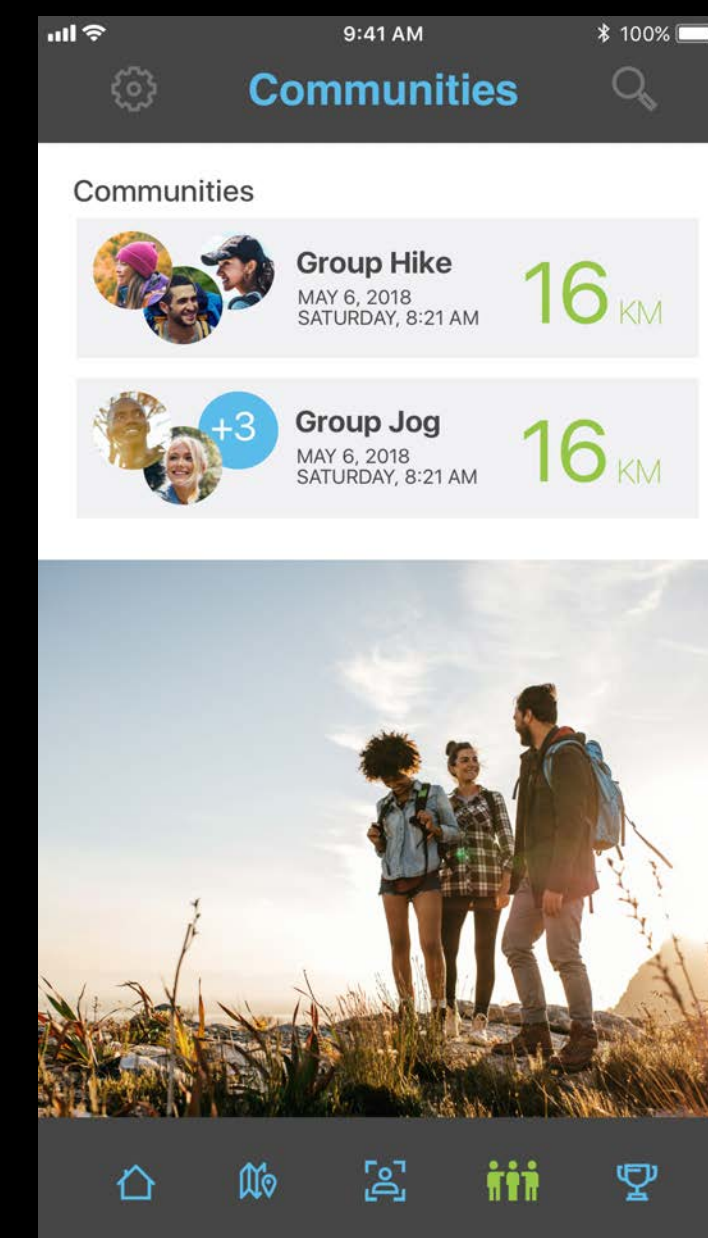 9:41 AM
100%
Communities
Communities
Group Hike
MAY 6, 2018
SATURDAY, 8:21 AM
16 KM
+3
Group Jog
MAY 6, 2018
SATURDAY, 8:21 AM
16 KM